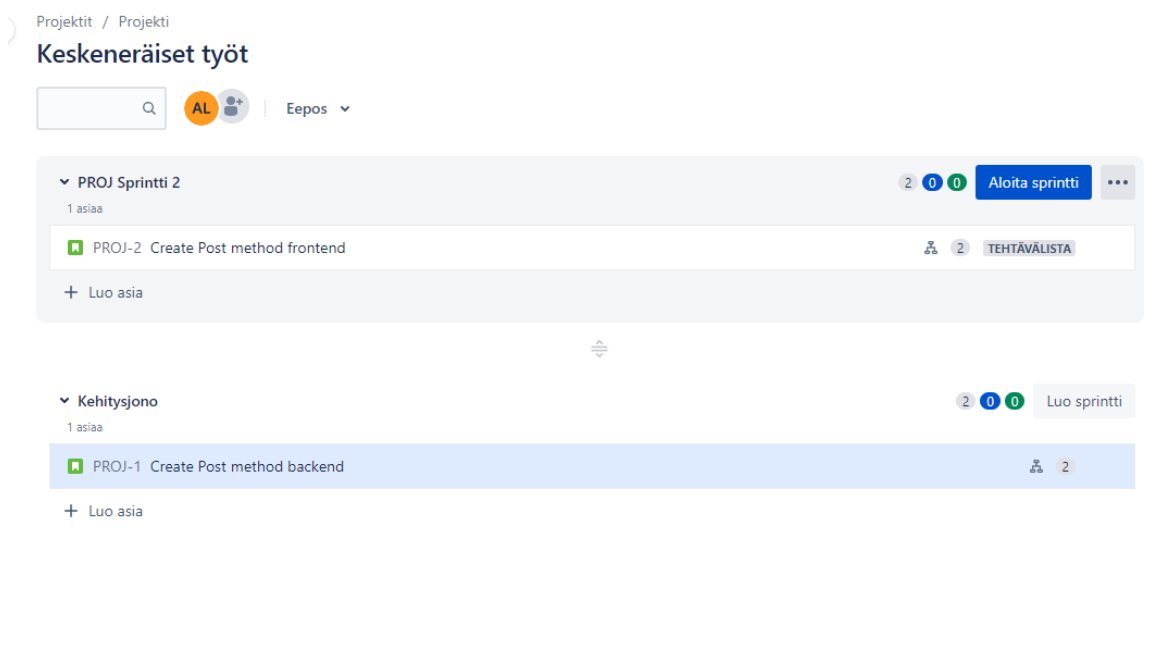 Projektit / Projekti
Keskeneräiset työt
AL Eepos
PROJ Sprintti 2 2 0 0 Aloita sprintti
1 asiaa
PROJ-2 Create Post method frontend 2 TEHTÄVÄLISTA
+ Luo asia
Kehitysjono 2 0 0 Luo sprintti
1 asiaa
PROJ-1 Create Post method backend 2
+ Luo asia